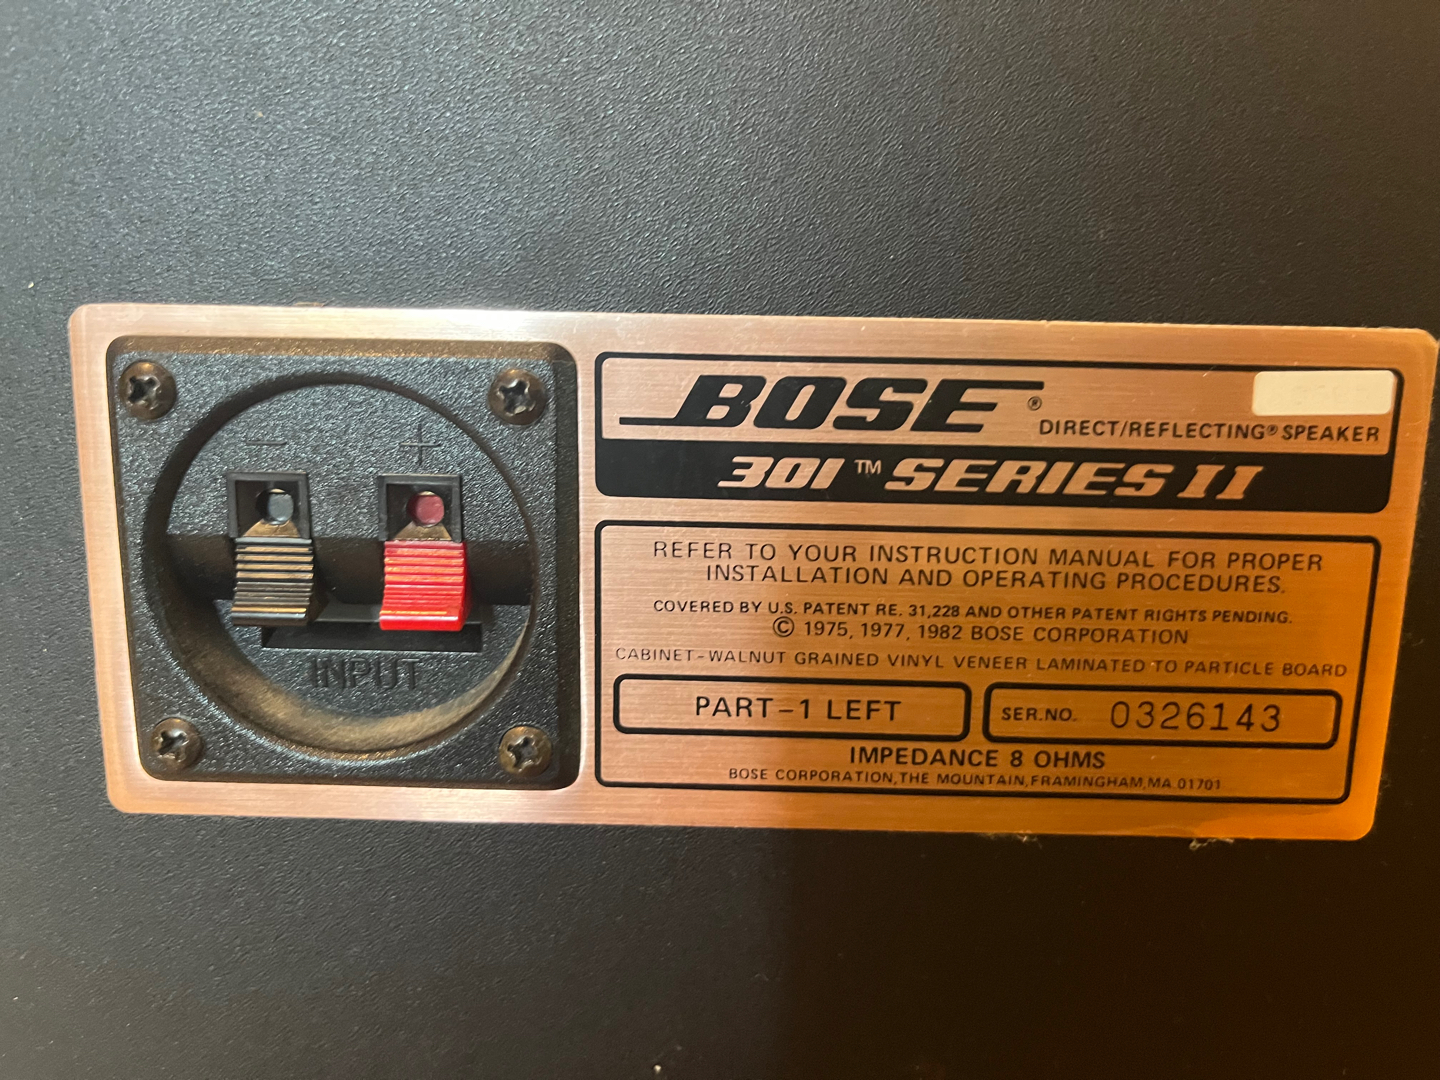 − +
INPUT
BOSE®
DIRECT/REFLECTING® SPEAKER
301™ SERIES II
REFER TO YOUR INSTRUCTION MANUAL FOR PROPER
INSTALLATION AND OPERATING PROCEDURES.
COVERED BY U.S. PATENT RE. 31,228 AND OTHER PATENT RIGHTS PENDING.
© 1975, 1977, 1982 BOSE CORPORATION
CABINET-WALNUT GRAINED VINYL VENEER LAMINATED TO PARTICLE BOARD
PART-1 LEFT
SER.NO. 0326143
IMPEDANCE 8 OHMS
BOSE CORPORATION,THE MOUNTAIN,FRAMINGHAM,MA.01701